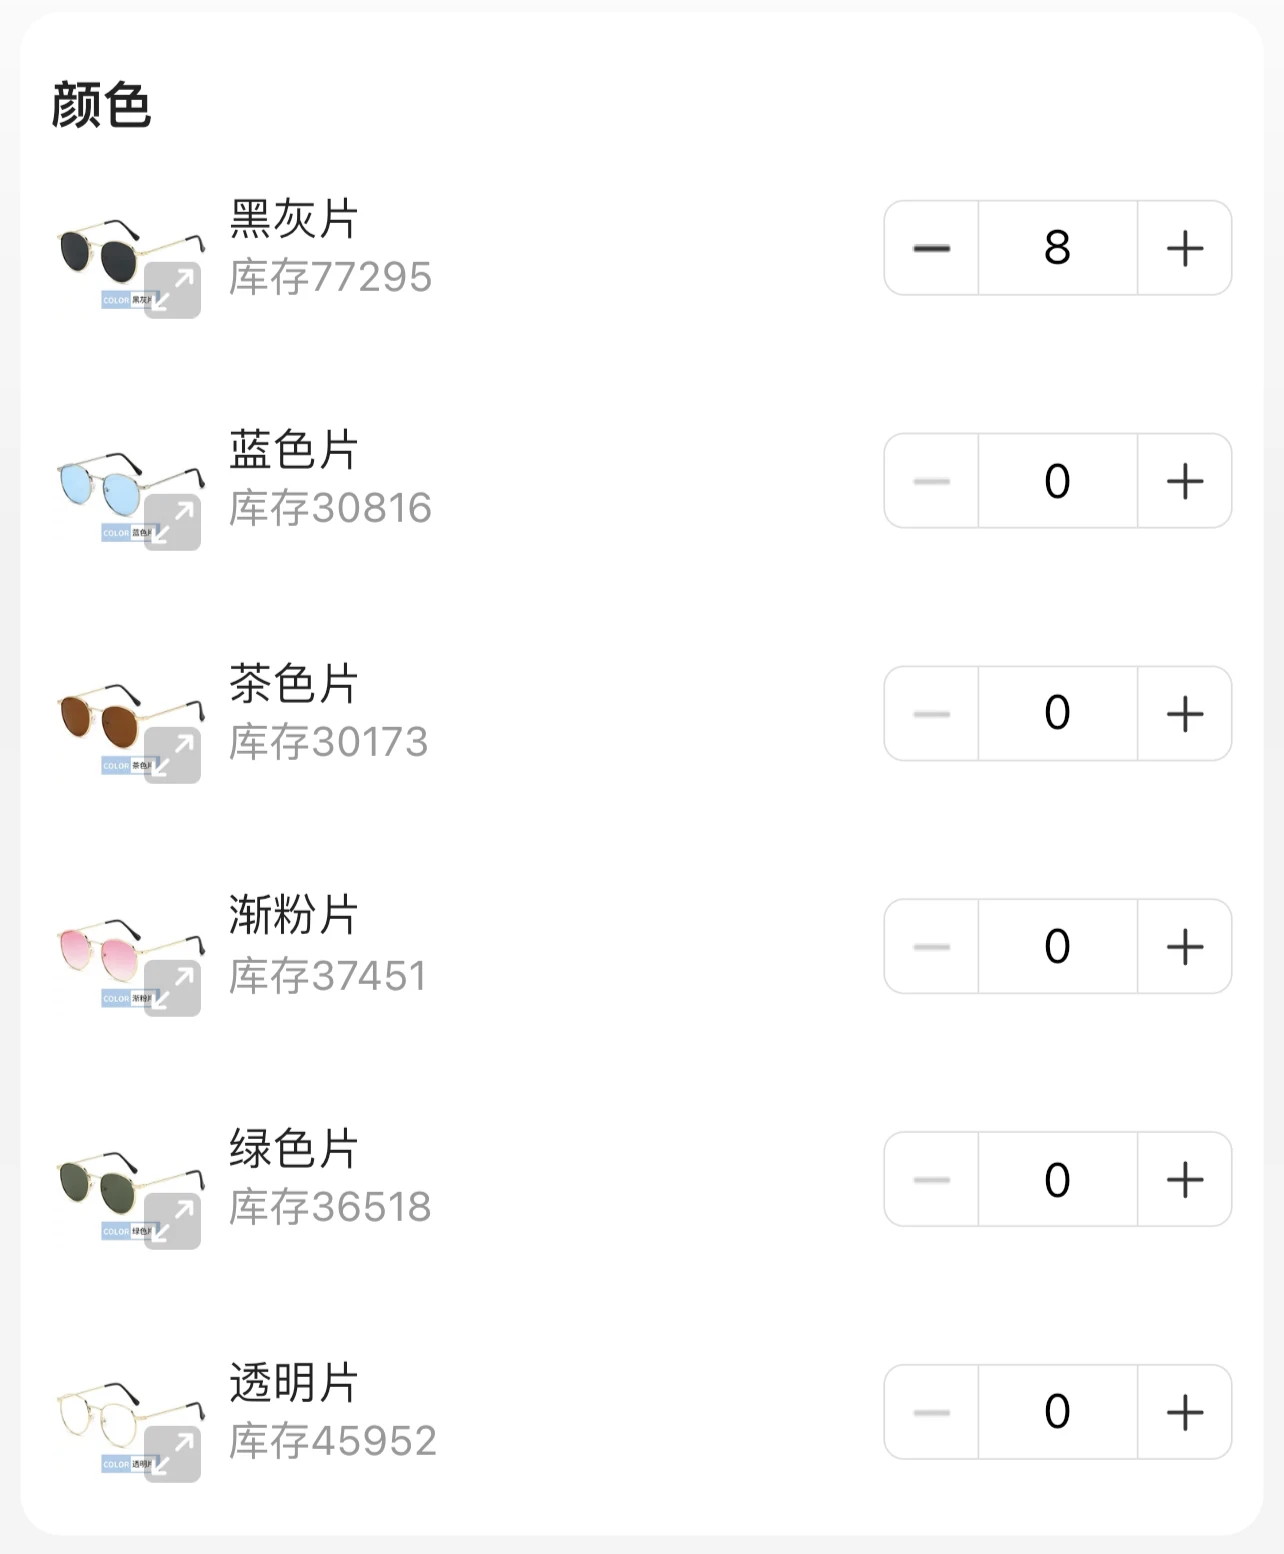 颜色
黑灰片
库存77295
8
COLOR 黑灰片
蓝色片
库存30816
0
COLOR 蓝色片
茶色片
库存30173
0
COLOR 茶色片
渐粉片
库存37451
0
COLOR 渐粉片
绿色片
库存36518
0
COLOR 绿色片
透明片
库存45952
0
COLOR 透明片